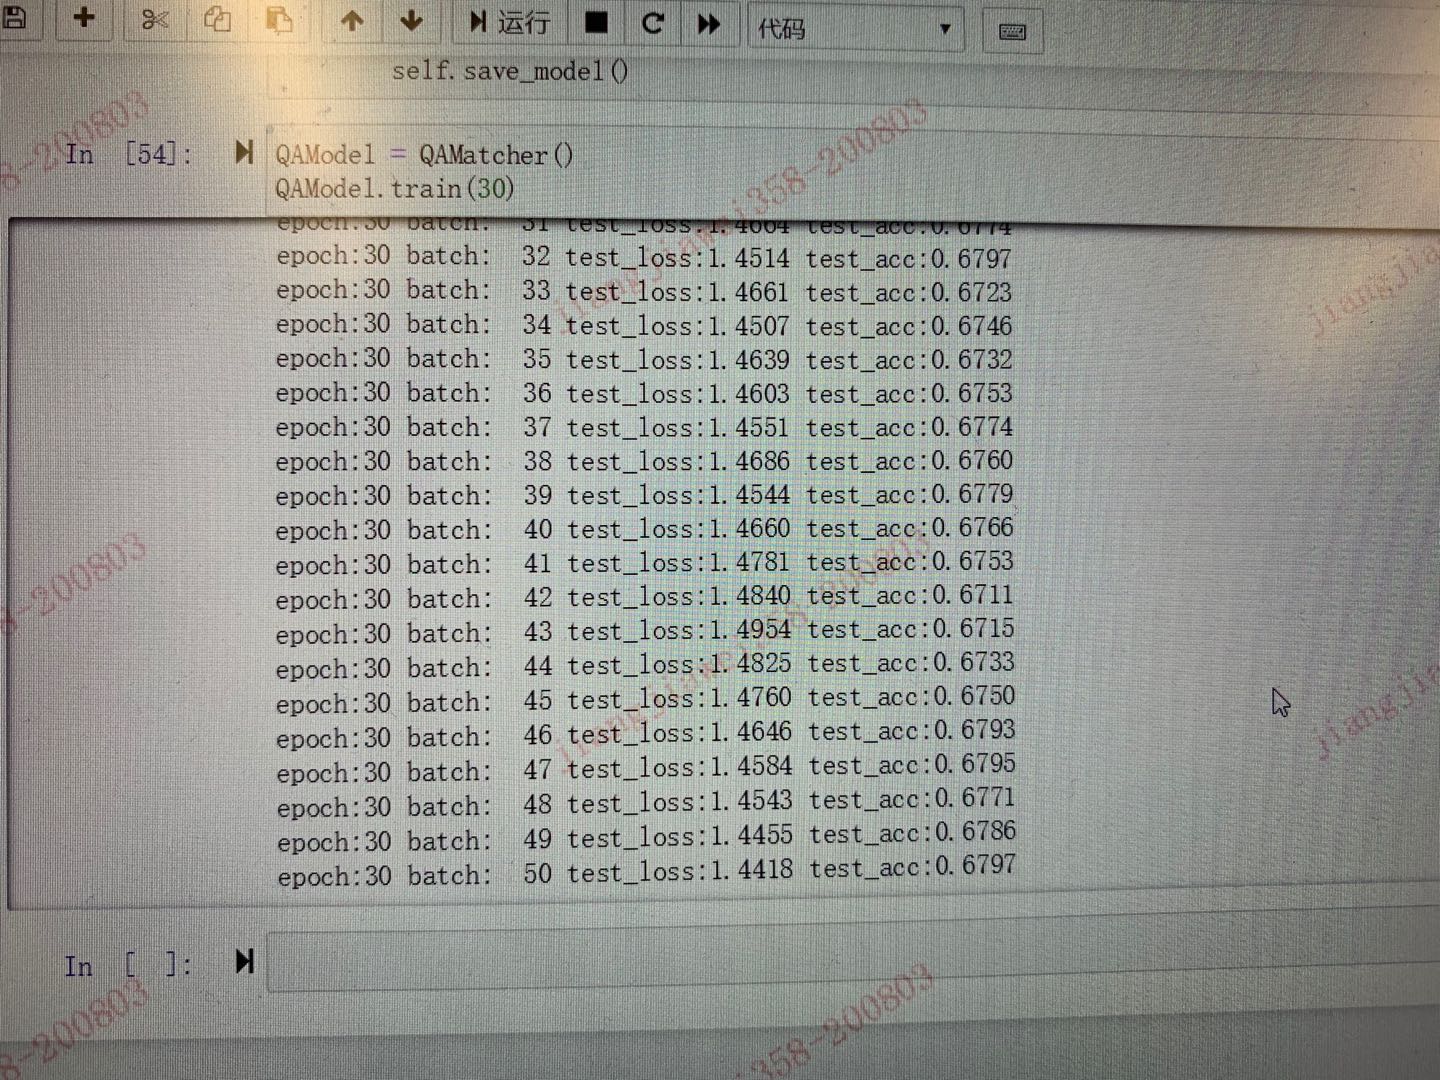 运行
代码
self.save_model()
In [54]:
QAModel = QAMatcher()
QAModel.train(30)
epoch:30 batch: 31 test_loss:1.4664 test_acc:0.6774
epoch:30 batch: 32 test_loss:1.4514 test_acc:0.6797
epoch:30 batch: 33 test_loss:1.4661 test_acc:0.6723
epoch:30 batch: 34 test_loss:1.4507 test_acc:0.6746
epoch:30 batch: 35 test_loss:1.4639 test_acc:0.6732
epoch:30 batch: 36 test_loss:1.4603 test_acc:0.6753
epoch:30 batch: 37 test_loss:1.4551 test_acc:0.6774
epoch:30 batch: 38 test_loss:1.4686 test_acc:0.6760
epoch:30 batch: 39 test_loss:1.4544 test_acc:0.6779
epoch:30 batch: 40 test_loss:1.4660 test_acc:0.6766
epoch:30 batch: 41 test_loss:1.4781 test_acc:0.6753
epoch:30 batch: 42 test_loss:1.4840 test_acc:0.6711
epoch:30 batch: 43 test_loss:1.4954 test_acc:0.6715
epoch:30 batch: 44 test_loss:1.4825 test_acc:0.6733
epoch:30 batch: 45 test_loss:1.4760 test_acc:0.6750
epoch:30 batch: 46 test_loss:1.4646 test_acc:0.6793
epoch:30 batch: 47 test_loss:1.4584 test_acc:0.6795
epoch:30 batch: 48 test_loss:1.4543 test_acc:0.6771
epoch:30 batch: 49 test_loss:1.4455 test_acc:0.6786
epoch:30 batch: 50 test_loss:1.4418 test_acc:0.6797
In [ ]:
jiangjiawei358-200803